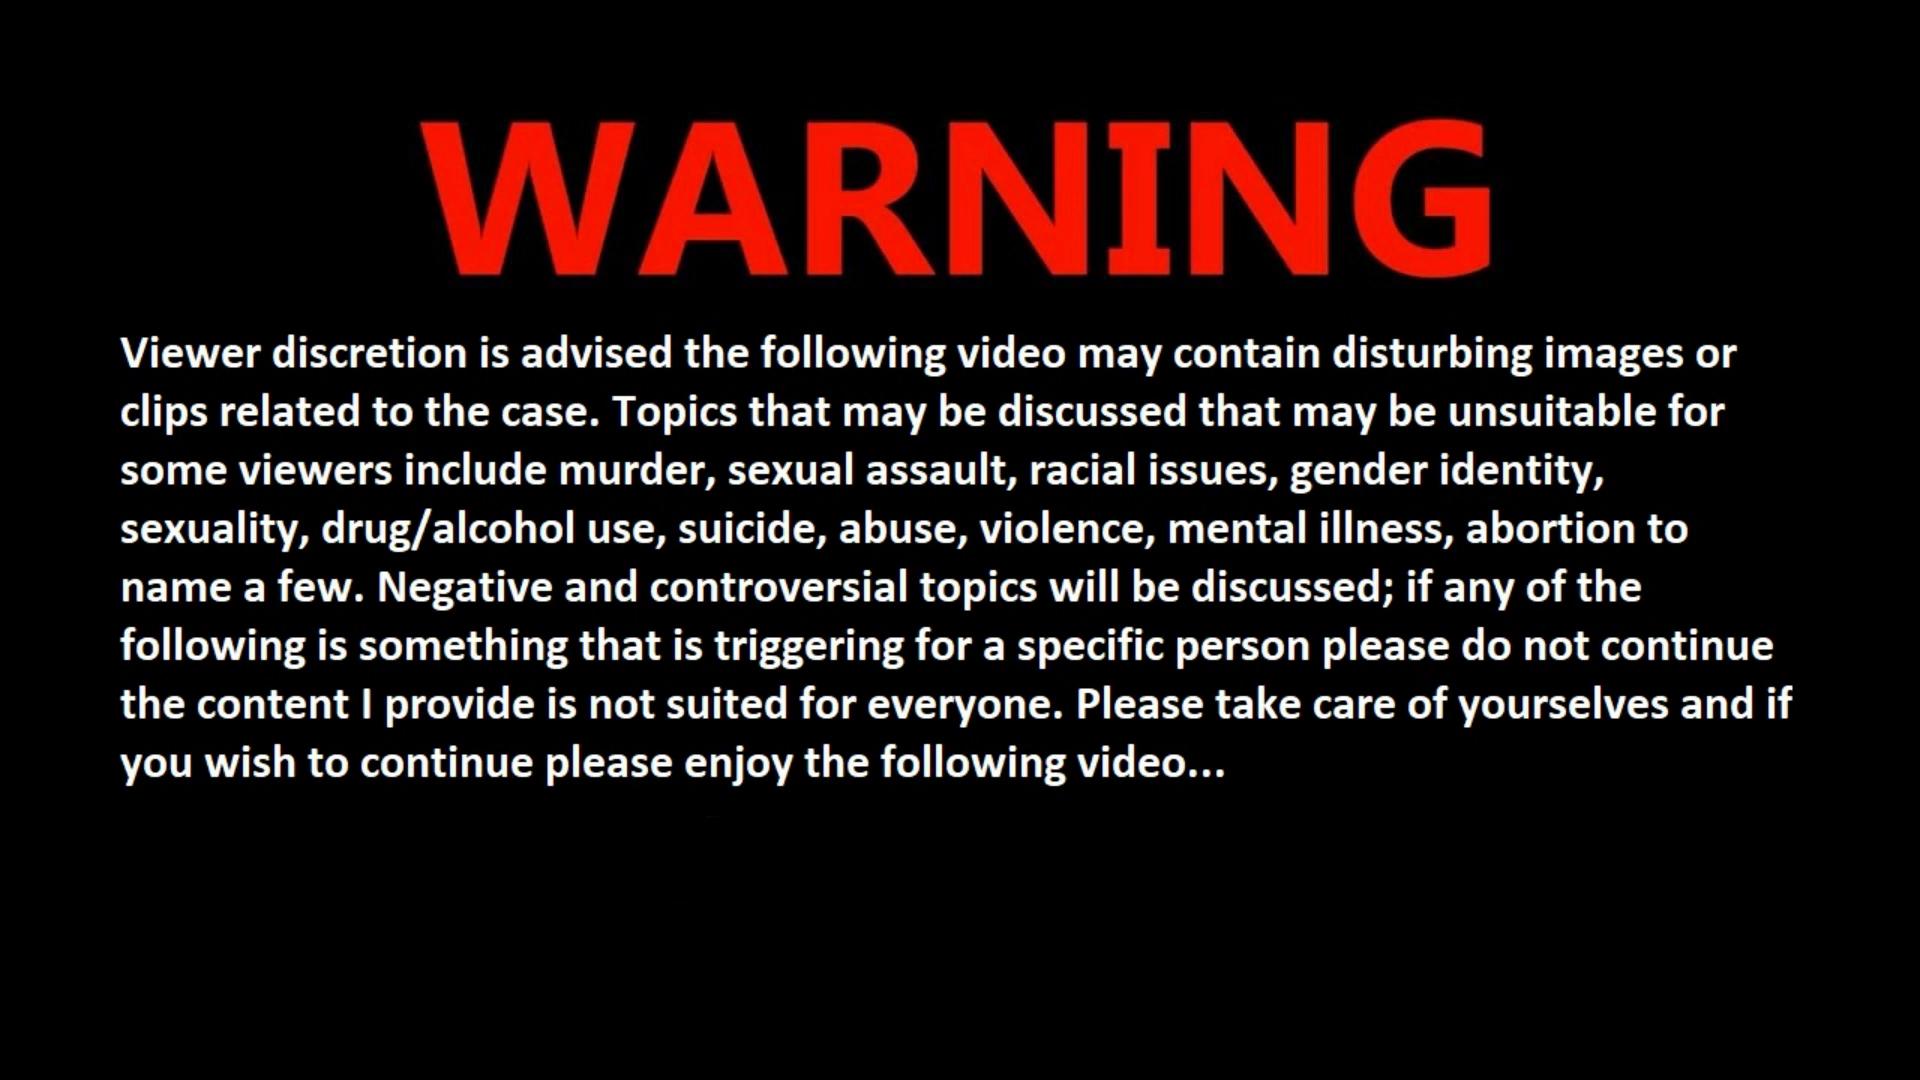 WARNING
Viewer discretion is advised the following video may contain disturbing images or
clips related to the case. Topics that may be discussed that may be unsuitable for
some viewers include murder, sexual assault, racial issues, gender identity,
sexuality, drug/alcohol use, suicide, abuse, violence, mental illness, abortion to
name a few. Negative and controversial topics will be discussed; if any of the
following is something that is triggering for a specific person please do not continue
the content I provide is not suited for everyone. Please take care of yourselves and if
you wish to continue please enjoy the following video...